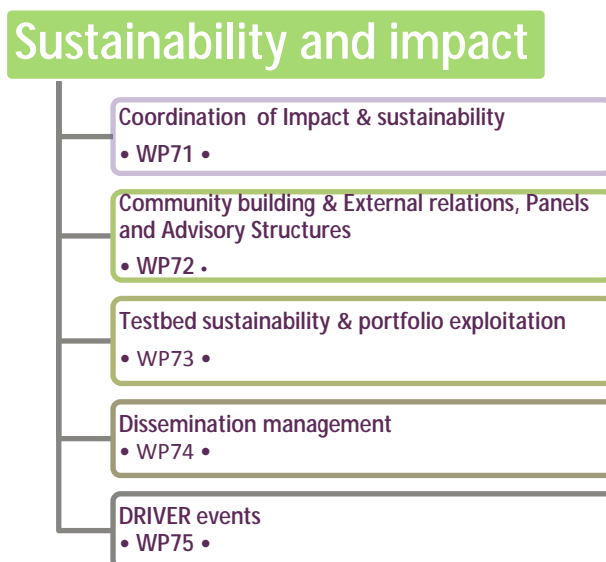 Sustainability and impact
Coordination of Impact & sustainability
• WP71 •
Community building & External relations, Panels
and Advisory Structures
• WP72 •
Testbed sustainability & portfolio exploitation
• WP73 •
Dissemination management
• WP74 •
DRIVER events
• WP75 •